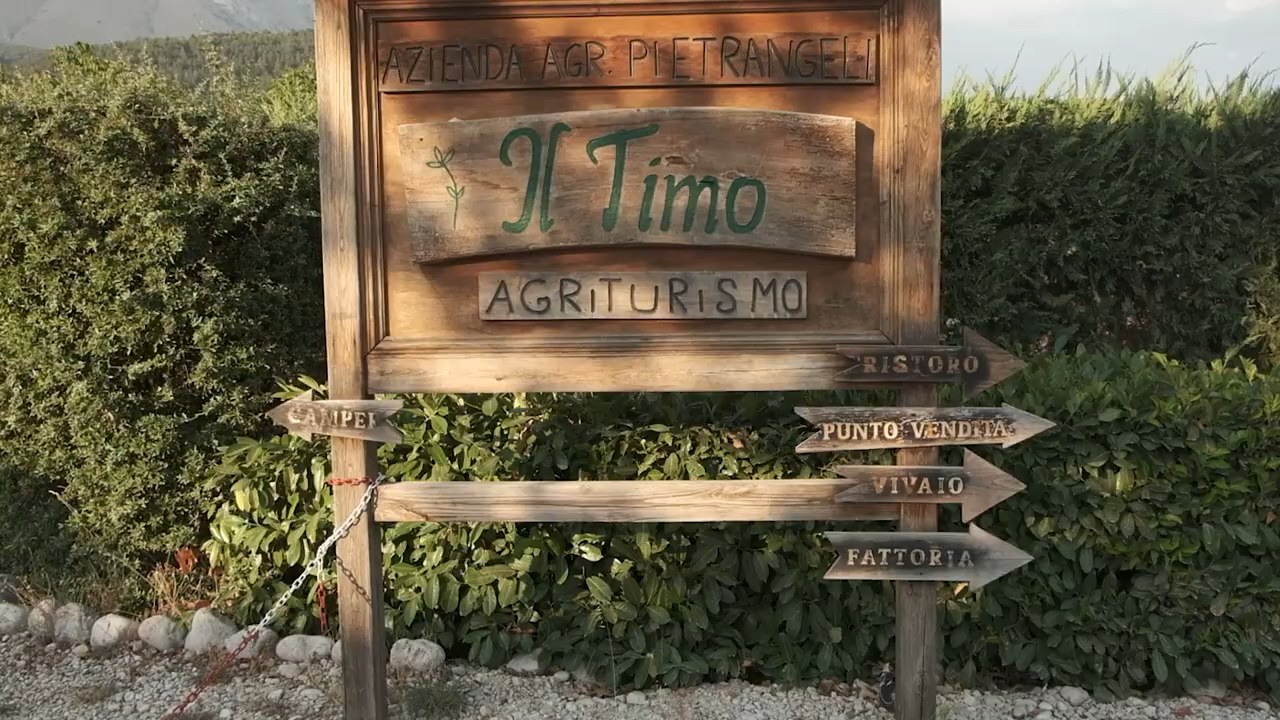 AZIENDA AGR. PIETRANGELI
Il Timo
AGRITURISMO
RISTORO
CAMPER
PUNTO VENDITA
VIVAIO
FATTORIA